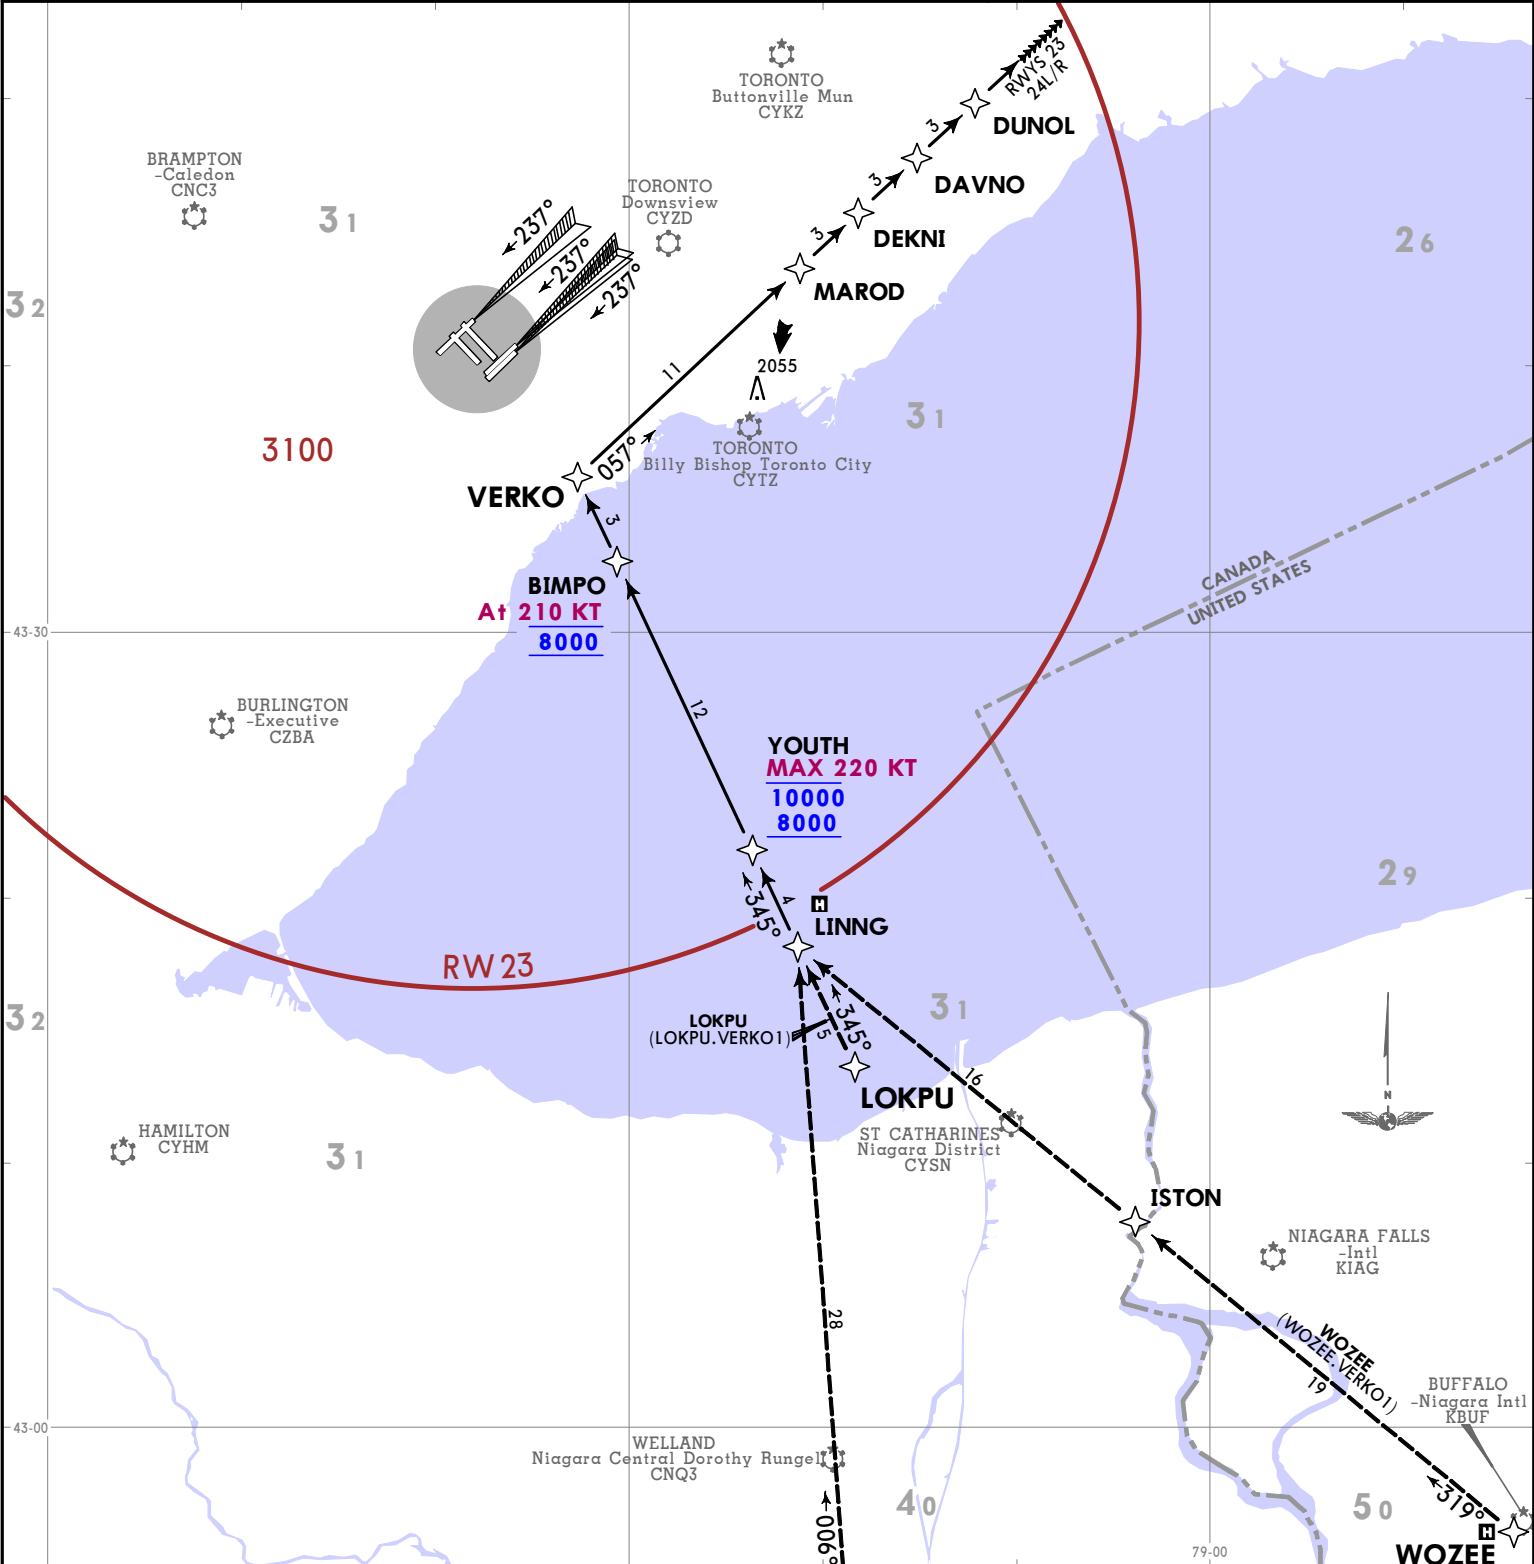 RWYS 23
24L/R
TORONTO
Buttonville Mun
CYKZ
DUNOL
3
BRAMPTON
-Caledon
CNC3
TORONTO
Downsview
CYZD
DAVNO
3
31
237°
237°
237°
DEKNI
3
26
MAROD
32
2055
11
31
3100
057°
TORONTO
Billy Bishop Toronto City
CYTZ
VERKO
3
BIMPO
At 210 KT
8000
CANADA
UNITED STATES
43-30
12
BURLINGTON
-Executive
CZBA
YOUTH
MAX 220 KT
10000
8000
29
4
345°
H
LINNG
RW23
32
31
LOKPU
(LOKPU.VERKO1)
5
345°
LOKPU
16
N
HAMILTON
CYHM
31
ST CATHARINES
Niagara District
CYSN
ISTON
NIAGARA FALLS
-Intl
KIAG
28
WOZEE
(WOZEE.VERKO1)
19
BUFFALO
-Niagara Intl
KBUF
43-00
WELLAND
Niagara Central Dorothy Rungel
CNQ3
40
50
319°
006°
H
WOZEE
79-00